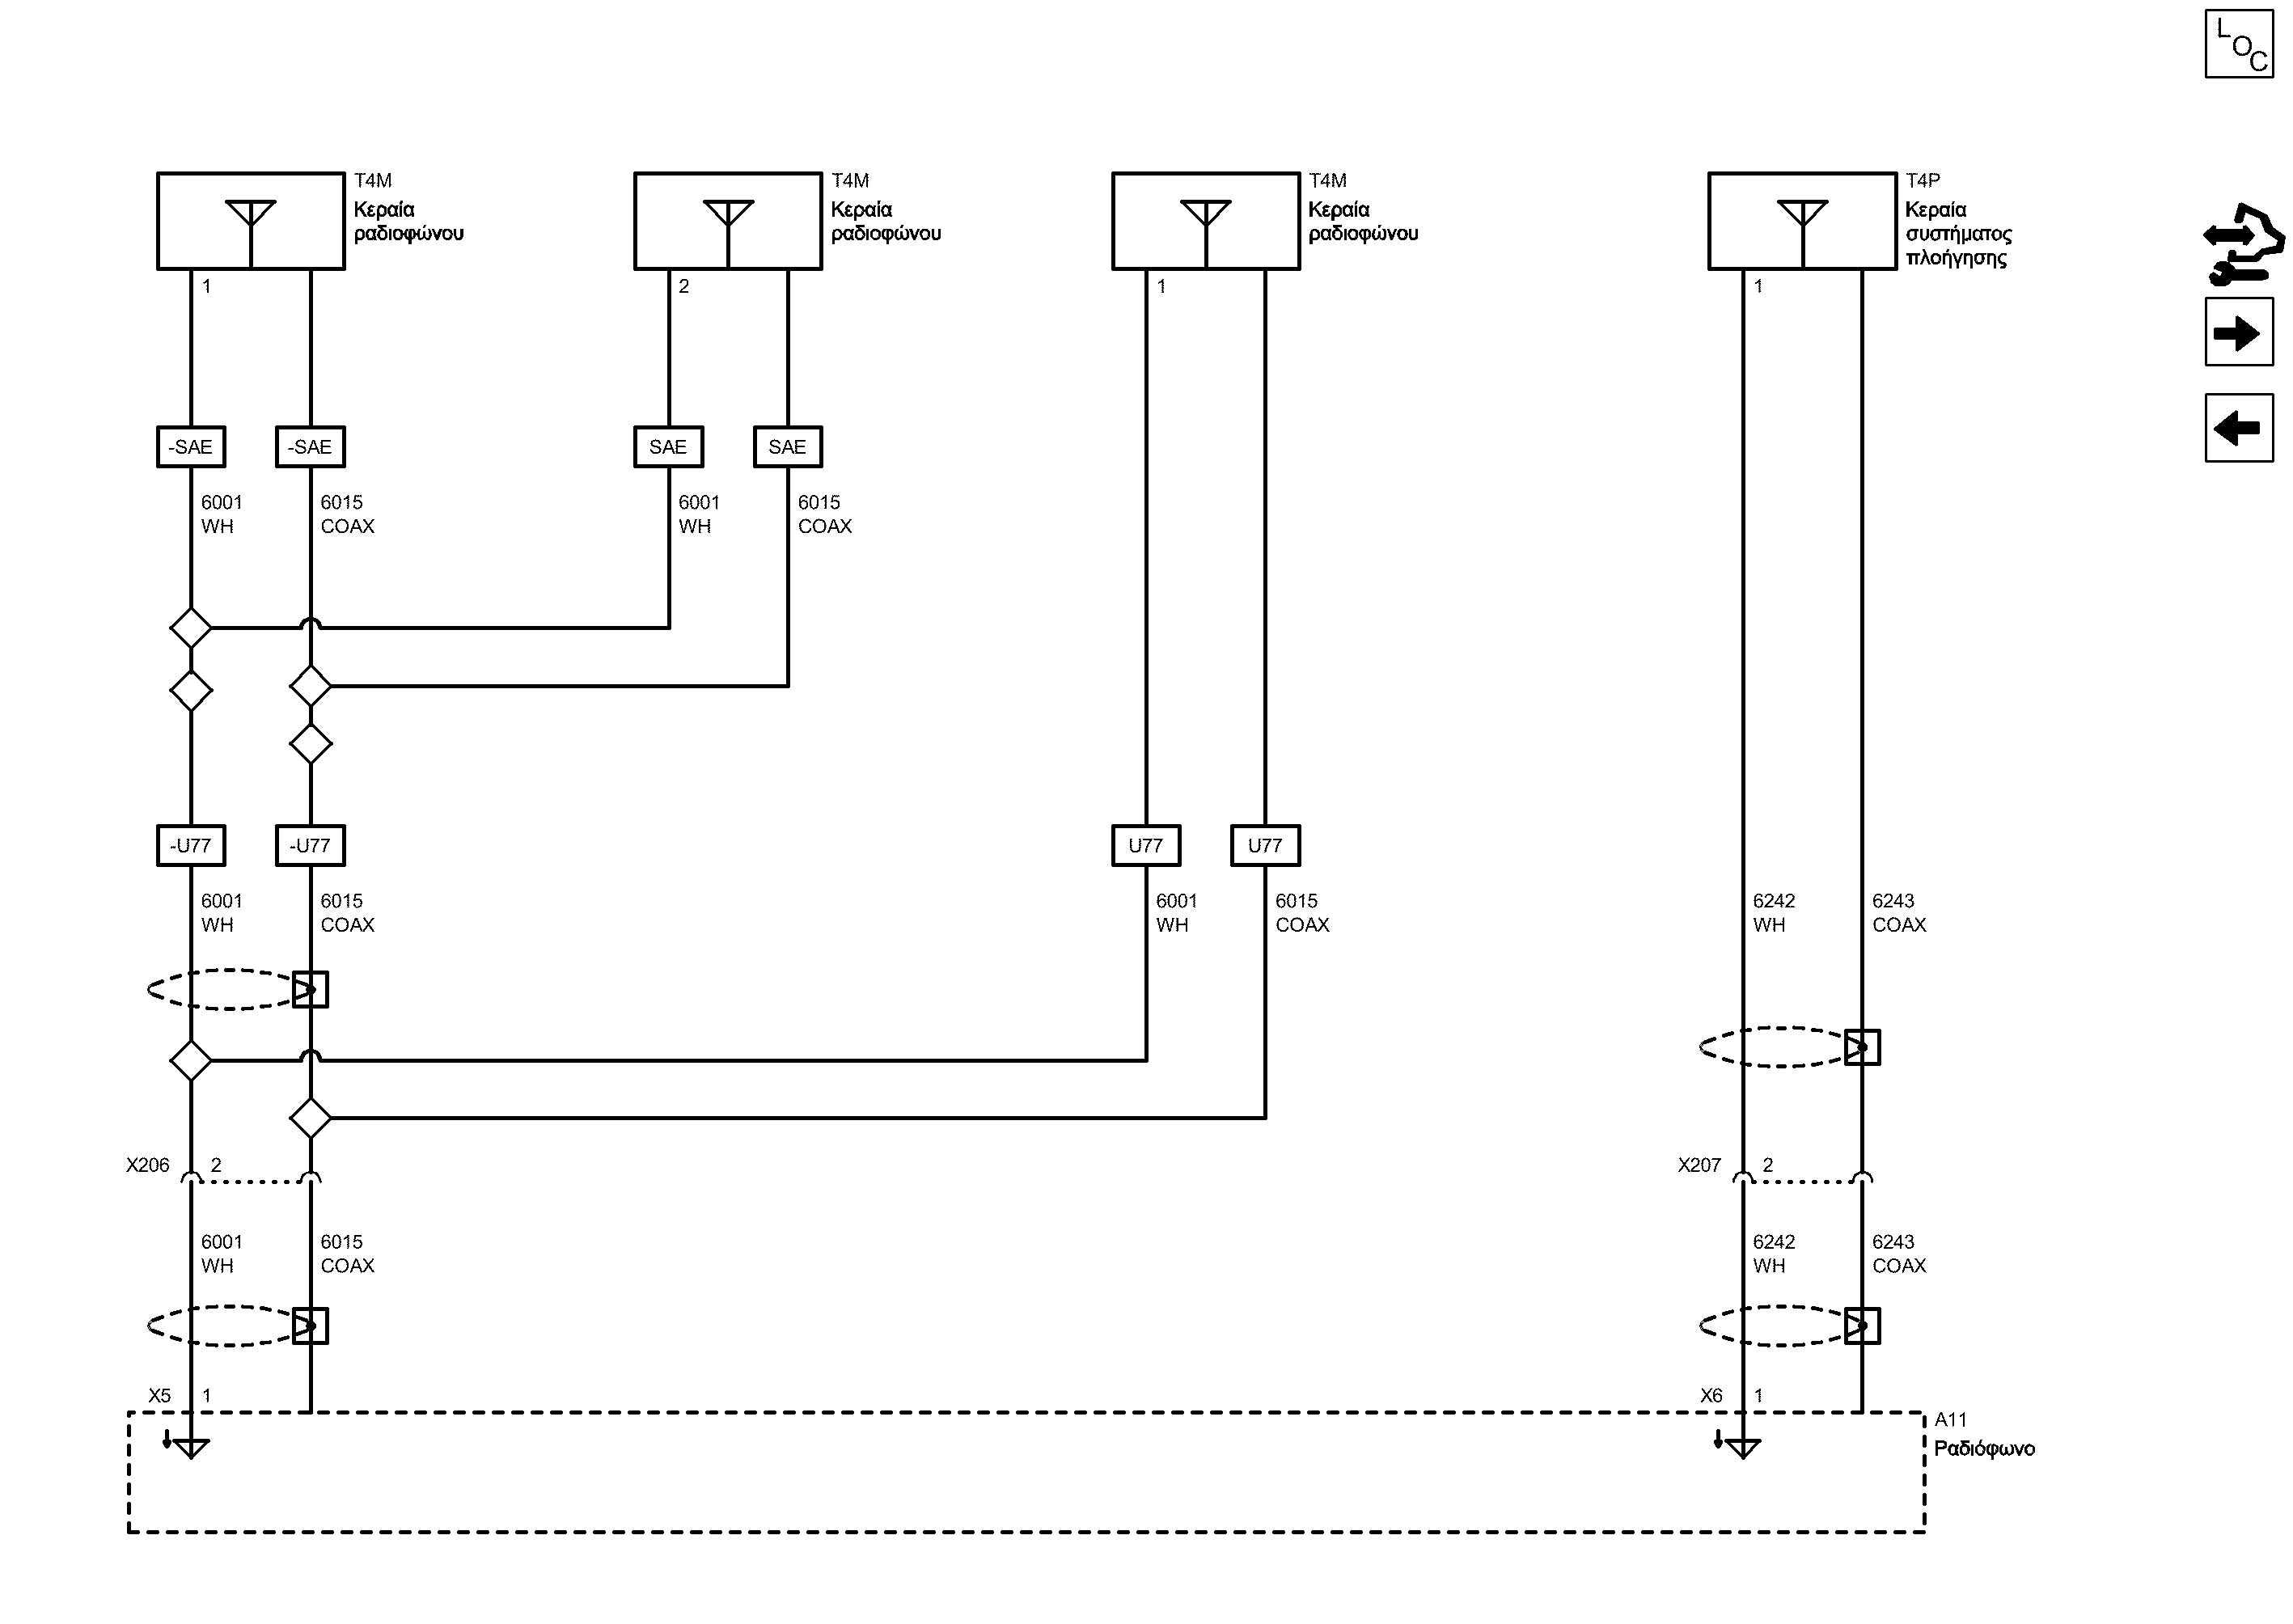 LOC
T4M
Κεραία
ραδιοφώνου
T4M
Κεραία
ραδιοφώνου
T4M
Κεραία
ραδιοφώνου
T4P
Κεραία
συστήματος
πλοήγησης
1
2
1
1
-SAE
-SAE
SAE
SAE
6001
WH
6015
COAX
6001
WH
6015
COAX
-U77
-U77
U77
U77
6001
WH
6015
COAX
6001
WH
6015
COAX
6242
WH
6243
COAX
X206
2
X207
2
6001
WH
6015
COAX
6242
WH
6243
COAX
X5
1
X6
1
A11
Ραδιόφωνο